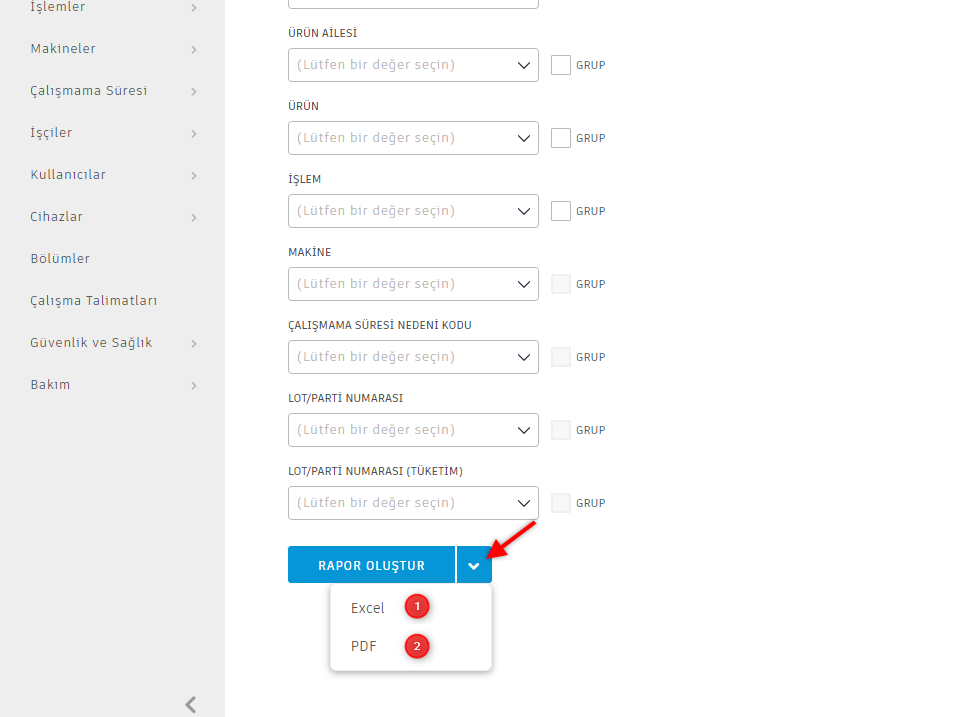 İşlemler
Makineler
Çalışmama Süresi
İşçiler
Kullanıcılar
Cihazlar
Bölümler
Çalışma Talimatları
Güvenlik ve Sağlık
Bakım
ÜRÜN AİLESİ
(Lütfen bir değer seçin) GRUP
ÜRÜN
(Lütfen bir değer seçin) GRUP
İŞLEM
(Lütfen bir değer seçin) GRUP
MAKİNE
(Lütfen bir değer seçin) GRUP
ÇALIŞMAMA SÜRESİ NEDENİ KODU
(Lütfen bir değer seçin) GRUP
LOT/PARTİ NUMARASI
(Lütfen bir değer seçin) GRUP
LOT/PARTİ NUMARASI (TÜKETİM)
(Lütfen bir değer seçin) GRUP
RAPOR OLUŞTUR
Excel 1
PDF 2